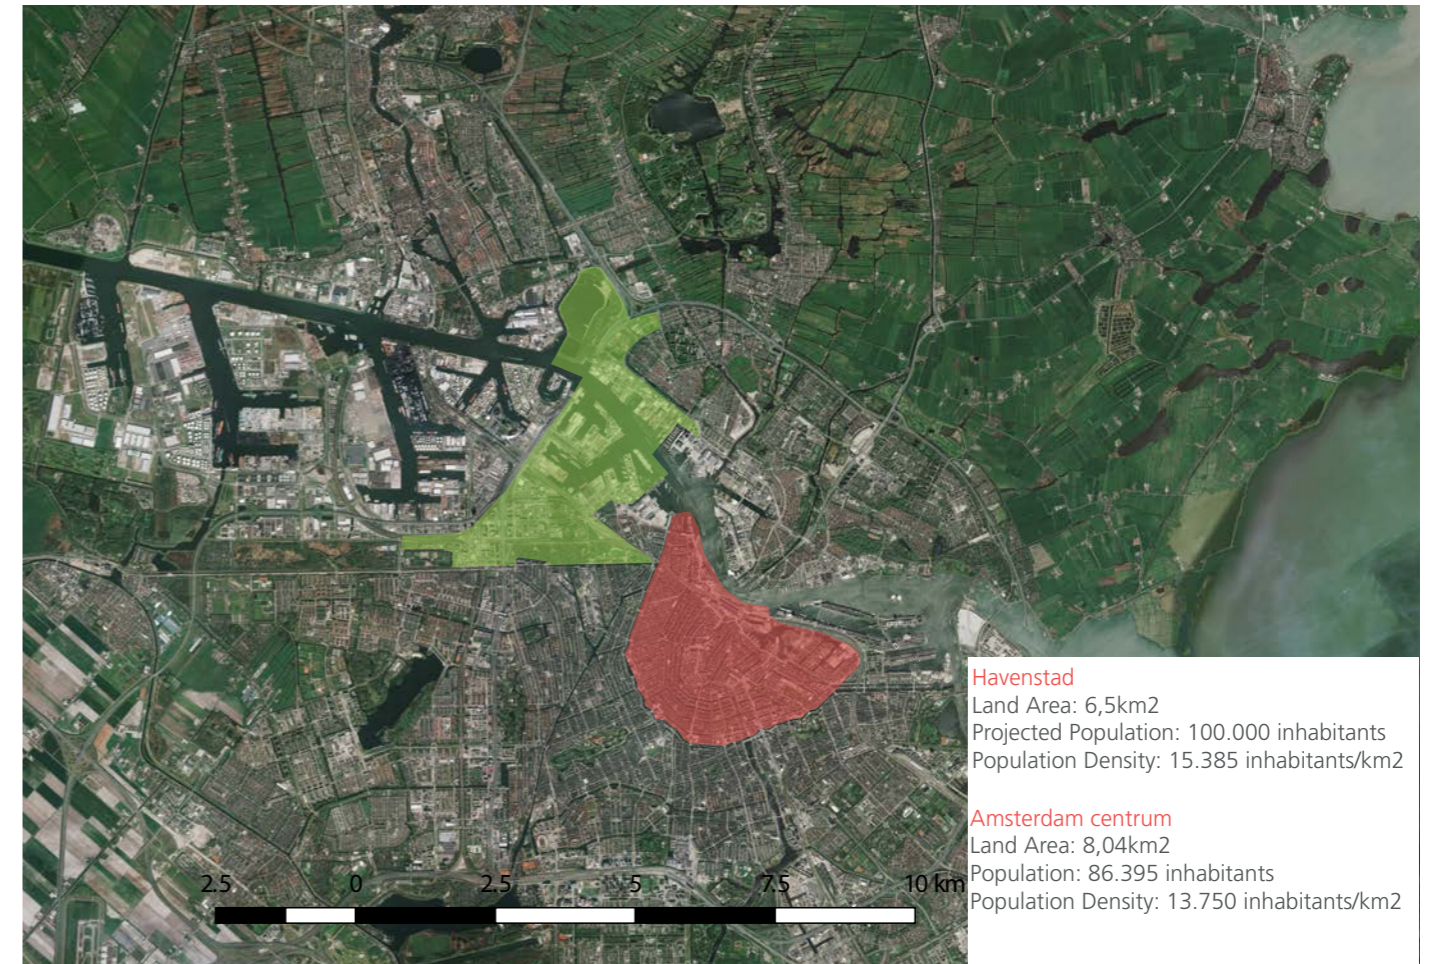 Havenstad
Land Area: 6,5km2
Projected Population: 100.000 inhabitants
Population Density: 15.385 inhabitants/km2
Amsterdam centrum
Land Area: 8,04km2
Population: 86.395 inhabitants
Population Density: 13.750 inhabitants/km2
2.5 0 2.5 5 7.5 10 km